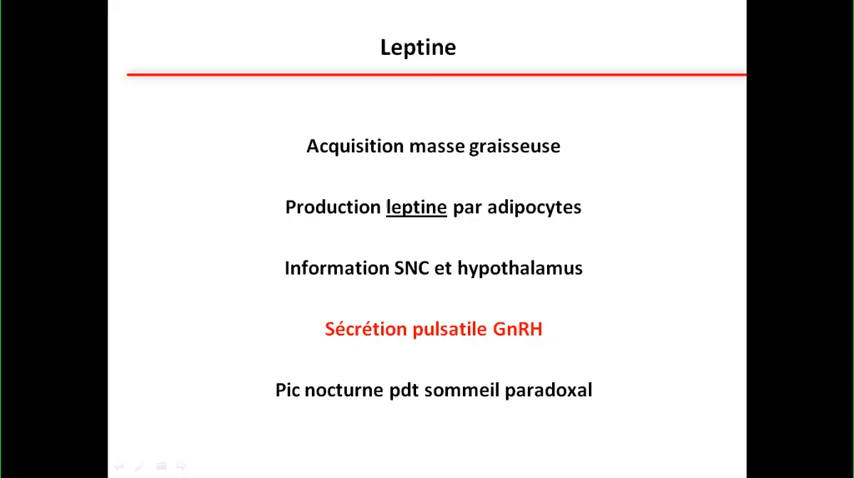 Leptine
Acquisition masse graisseuse
Production leptine par adipocytes
Information SNC et hypothalamus
Sécrétion pulsatile GnRH
Pic nocturne pdt sommeil paradoxal